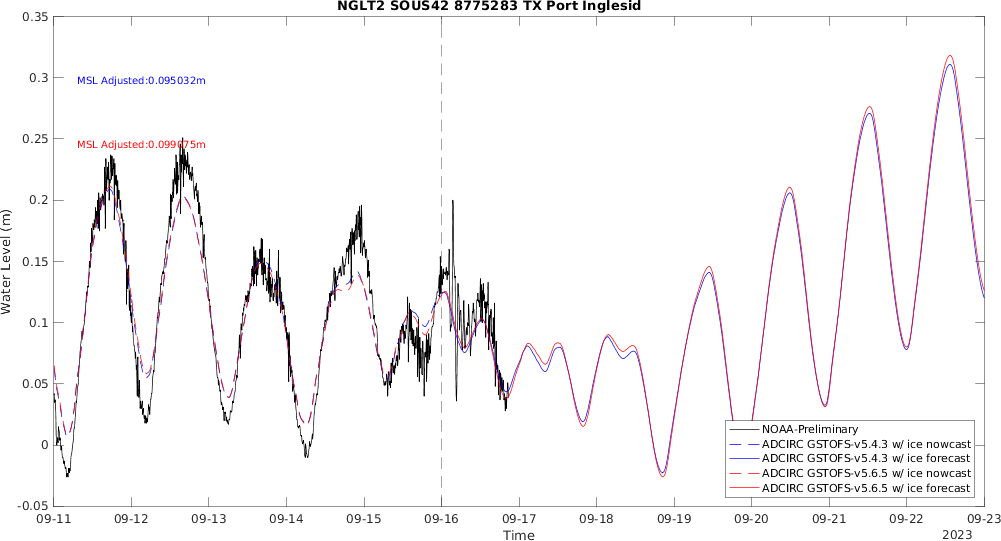 NGLT2 SOUS42 8775283 TX Port Inglesid
0.35
0.3
0.25
0.2
0.15
0.1
0.05
0
-0.05
Water Level (m)
MSL Adjusted:0.095032m
MSL Adjusted:0.099075m
NOAA-Preliminary
ADCIRC GSTOFS-v5.4.3 w/ ice nowcast
ADCIRC GSTOFS-v5.4.3 w/ ice forecast
ADCIRC GSTOFS-v5.6.5 w/ ice nowcast
ADCIRC GSTOFS-v5.6.5 w/ ice forecast
09-11 09-12 09-13 09-14 09-15 09-16 09-17 09-18 09-19 09-20 09-21 09-22 09-23
Time
2023